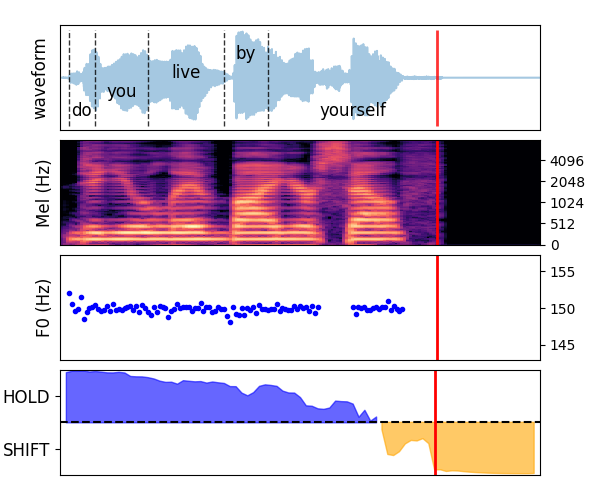 waveform
do
you
live
by
yourself
Mel (Hz)
4096
2048
1024
512
0
F0 (Hz)
155
150
145
HOLD
SHIFT